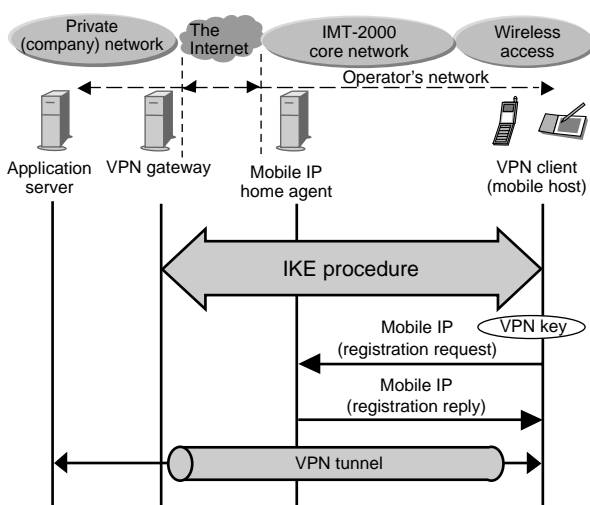 Private
(company) network
The
Internet
IMT-2000
core network
Wireless
access
Operator's network
Application
server
VPN gateway
Mobile IP
home agent
VPN client
(mobile host)
IKE procedure
VPN key
Mobile IP
(registration request)
Mobile IP
(registration reply)
VPN tunnel